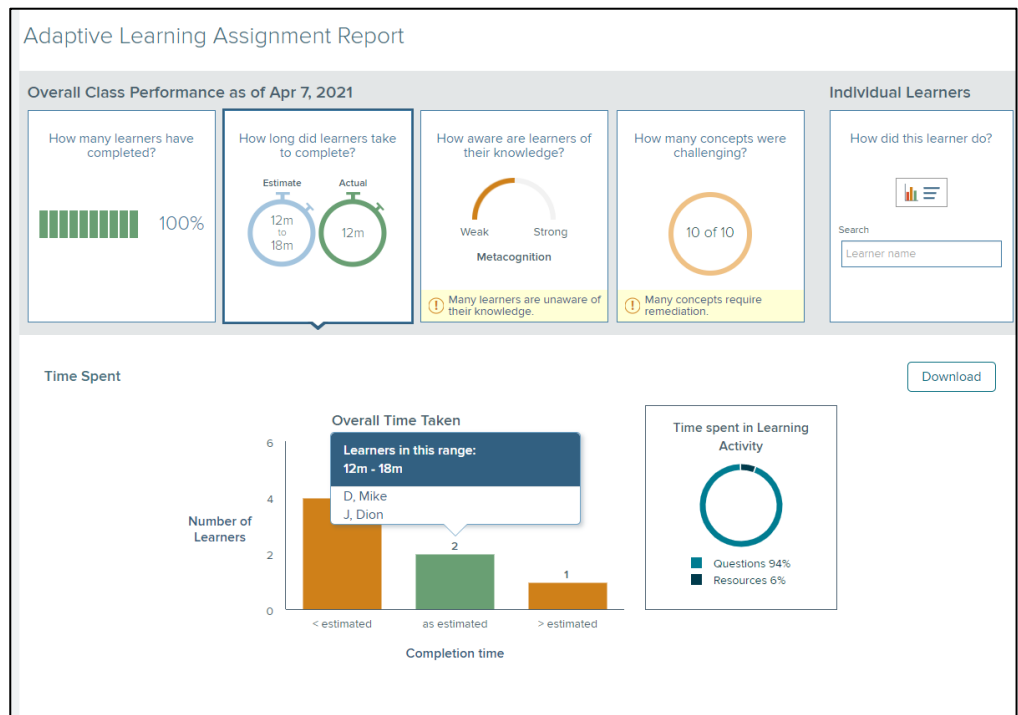 Adaptive Learning Assignment Report
Overall Class Performance as of Apr 7, 2021
Individual Learners
How many learners have
completed?
100%
How long did learners take
to complete?
Estimate
Actual
12m
to
18m
12m
How aware are learners of
their knowledge?
Weak
Strong
Metacognition
Many learners are unaware of
their knowledge.
How many concepts were
challenging?
10 of 10
Many concepts require
remediation.
How did this learner do?
Search
Learner name
Time Spent
Download
Overall Time Taken
Learners in this range:
12m - 18m
D, Mike
J, Dion
Number of
Learners
6
4
2
0
2
1
< estimated
as estimated
> estimated
Completion time
Time spent in Learning
Activity
Questions 94%
Resources 6%